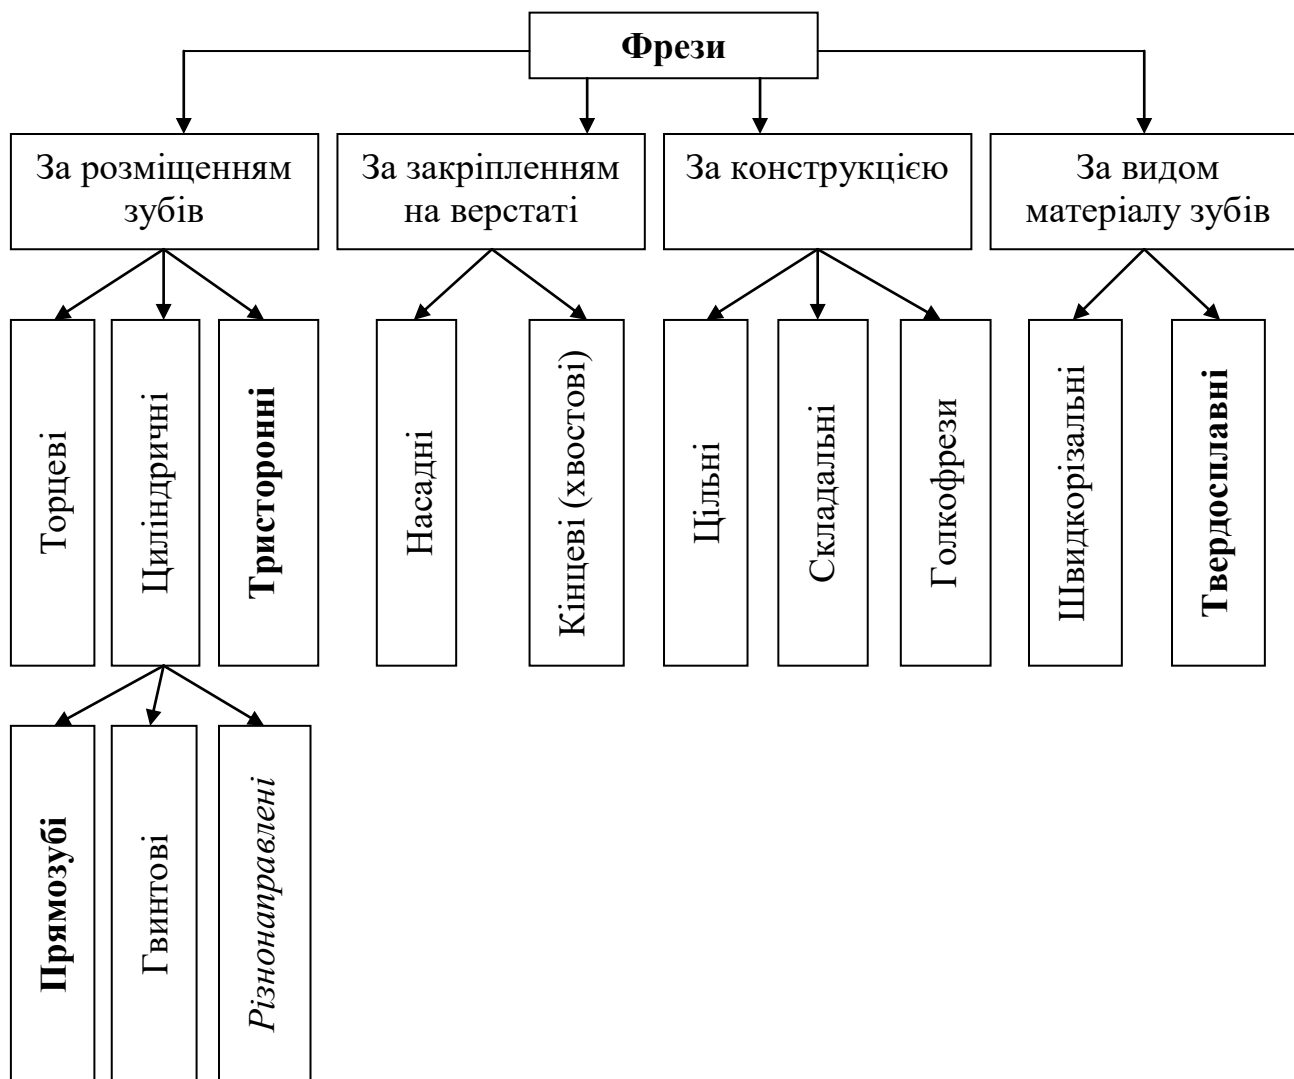 Фрези
За розміщенням
зубів
За закріпленням
на верстаті
За конструкцією
За видом
матеріалу зубів
Торцеві
Циліндричні
Тристоронні
Насадні
Кінцеві (хвостові)
Цільні
Складальні
Голкофрези
Швидкорізальні
Твердосплавні
Прямозубі
Гвинтові
Різнонаправлені